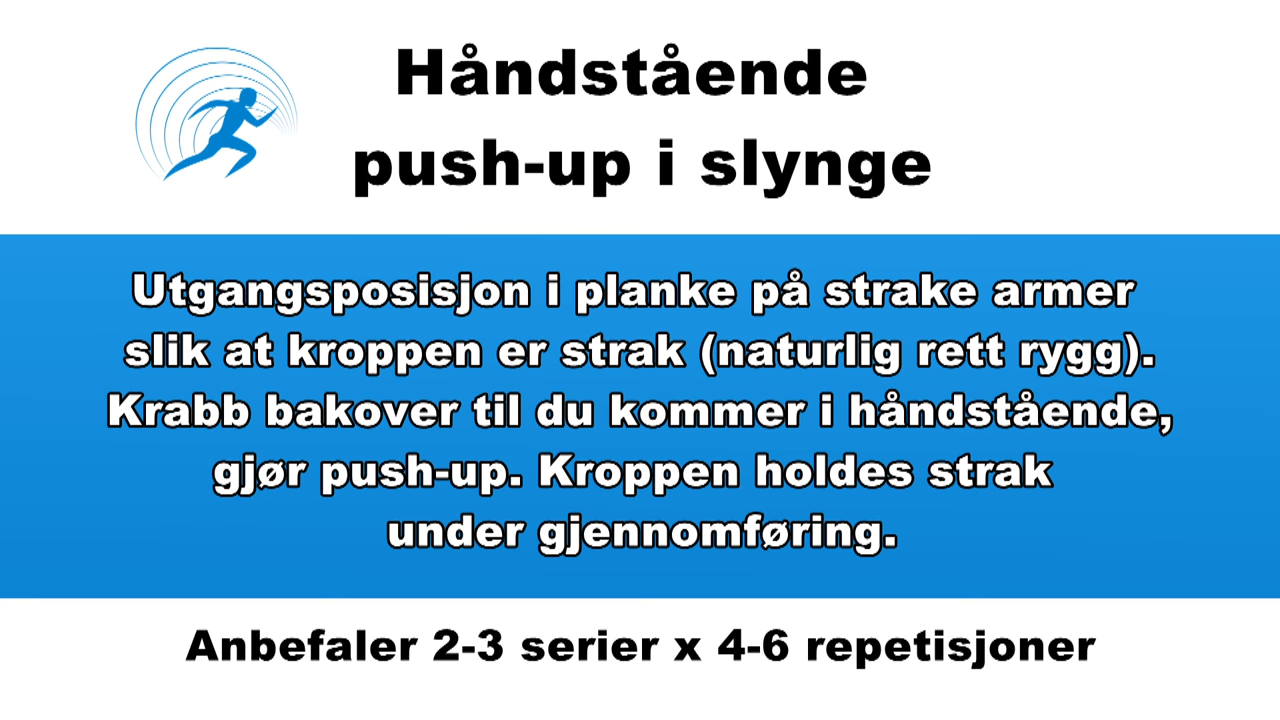 Håndstående
push-up i slynge
Utgangsposisjon i planke på strake armer
slik at kroppen er strak (naturlig rett rygg).
Krabb bakover til du kommer i håndstående,
gjør push-up. Kroppen holdes strak
under gjennomføring.
Anbefaler 2-3 serier x 4-6 repetisjoner